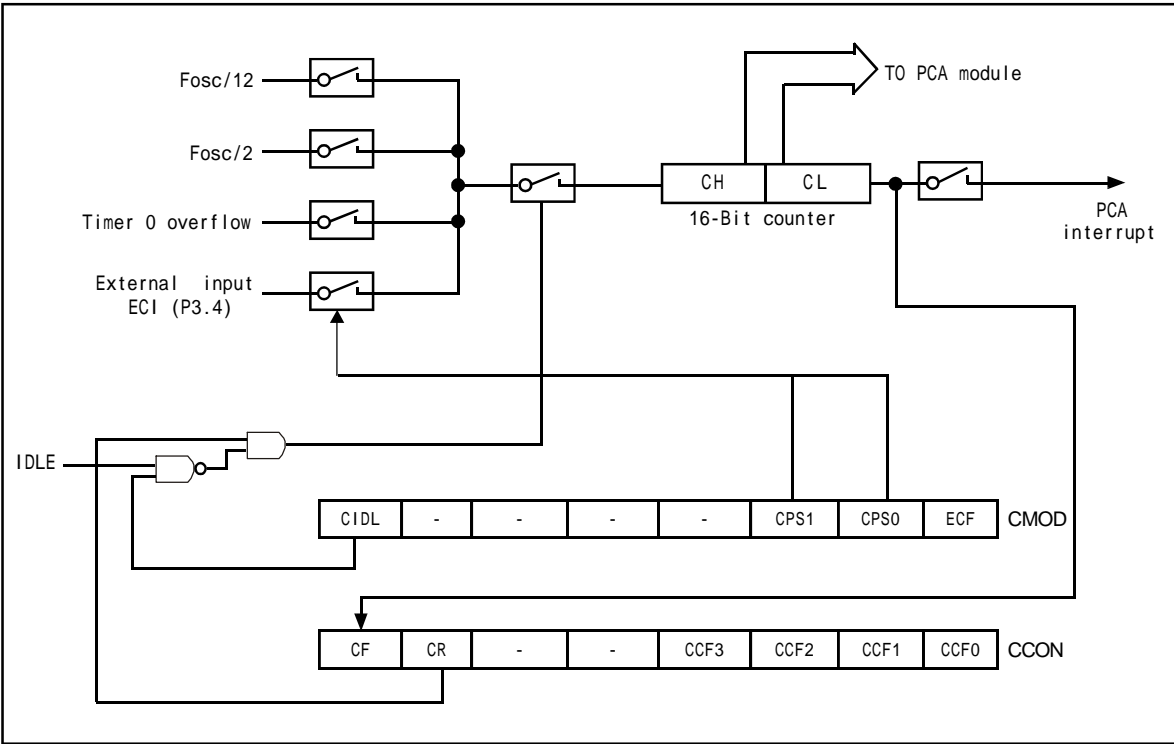 Fosc/12
TO PCA module
Fosc/2
CH CL
16-Bit counter
PCA
interrupt
Timer 0 overflow
External input
ECI (P3.4)
IDLE
CIDL - - - - CPS1 CPS0 ECF CMOD
CF CR - - CCF3 CCF2 CCF1 CCF0 CCON